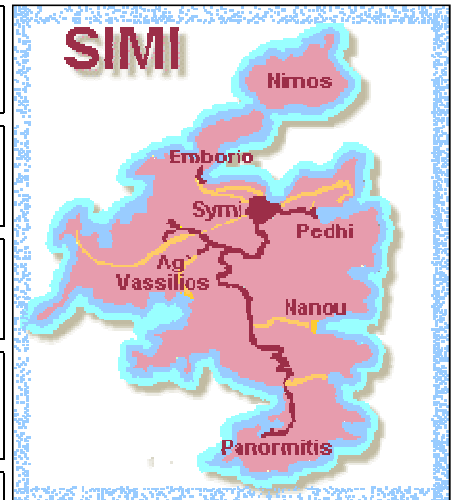 SIMI
Nimos
Emborio
Symi
Pedhi
Ag'
Vassilios
Nanou
Panormitis